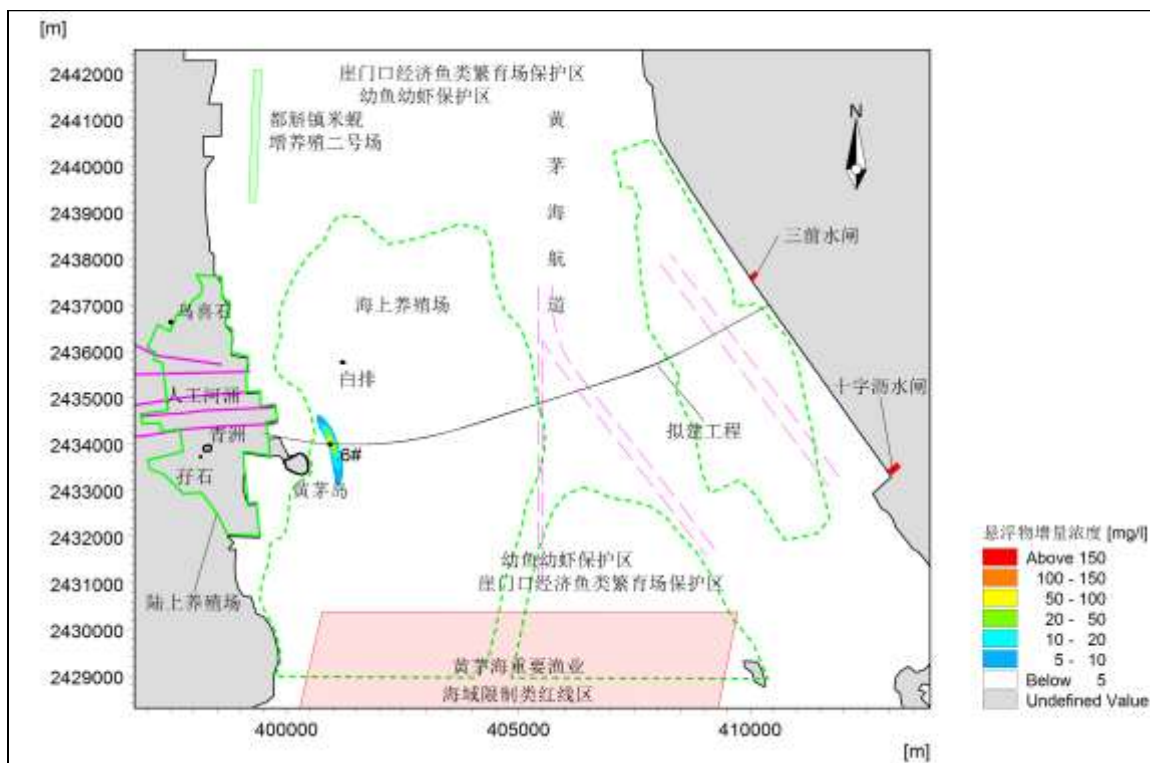 [m]
2442000
2441000
2440000
2439000
2438000
2437000
2436000
2435000
2434000
2433000
2432000
2431000
2430000
2429000
崖门口经济鱼类繁育场保护区
幼鱼幼虾保护区
都斛镇米蚬
增养殖二号场
黄
茅
海
航
道
N
三前水闸
海上养殖场
乌喜石
白排
人工河涌
青洲
6#
孖石
黄茅岛
拟建工程
十字沥水闸
陆上养殖场
幼鱼幼虾保护区
崖门口经济鱼类繁育场保护区
黄茅海重要渔业
海域限制类红线区
400000
405000
410000
[m]
悬浮物增量浓度 [mg/l]
Above 150
100 - 150
50 - 100
20 - 50
10 - 20
5 - 10
Below 5
Undefined Value